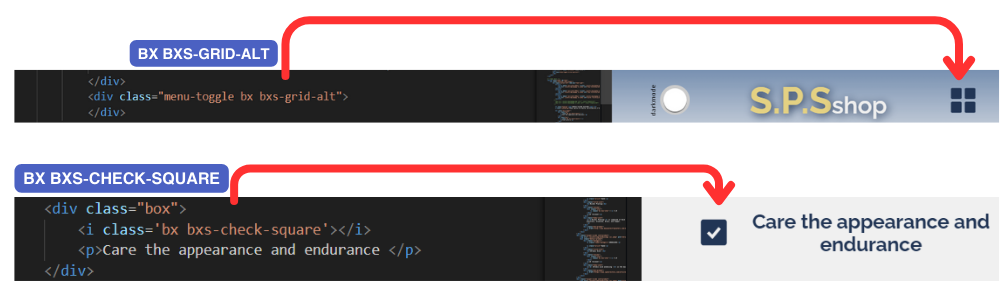 BX BXS-GRID-ALT
</div>
<div class="menu-toggle bx bxs-grid-alt">
</div>
darkmode
S.P.Sshop
BX BXS-CHECK-SQUARE
<div class="box">
<i class='bx bxs-check-square'></i>
<p>Care the appearance and endurance </p>
</div>
Care the appearance and
endurance